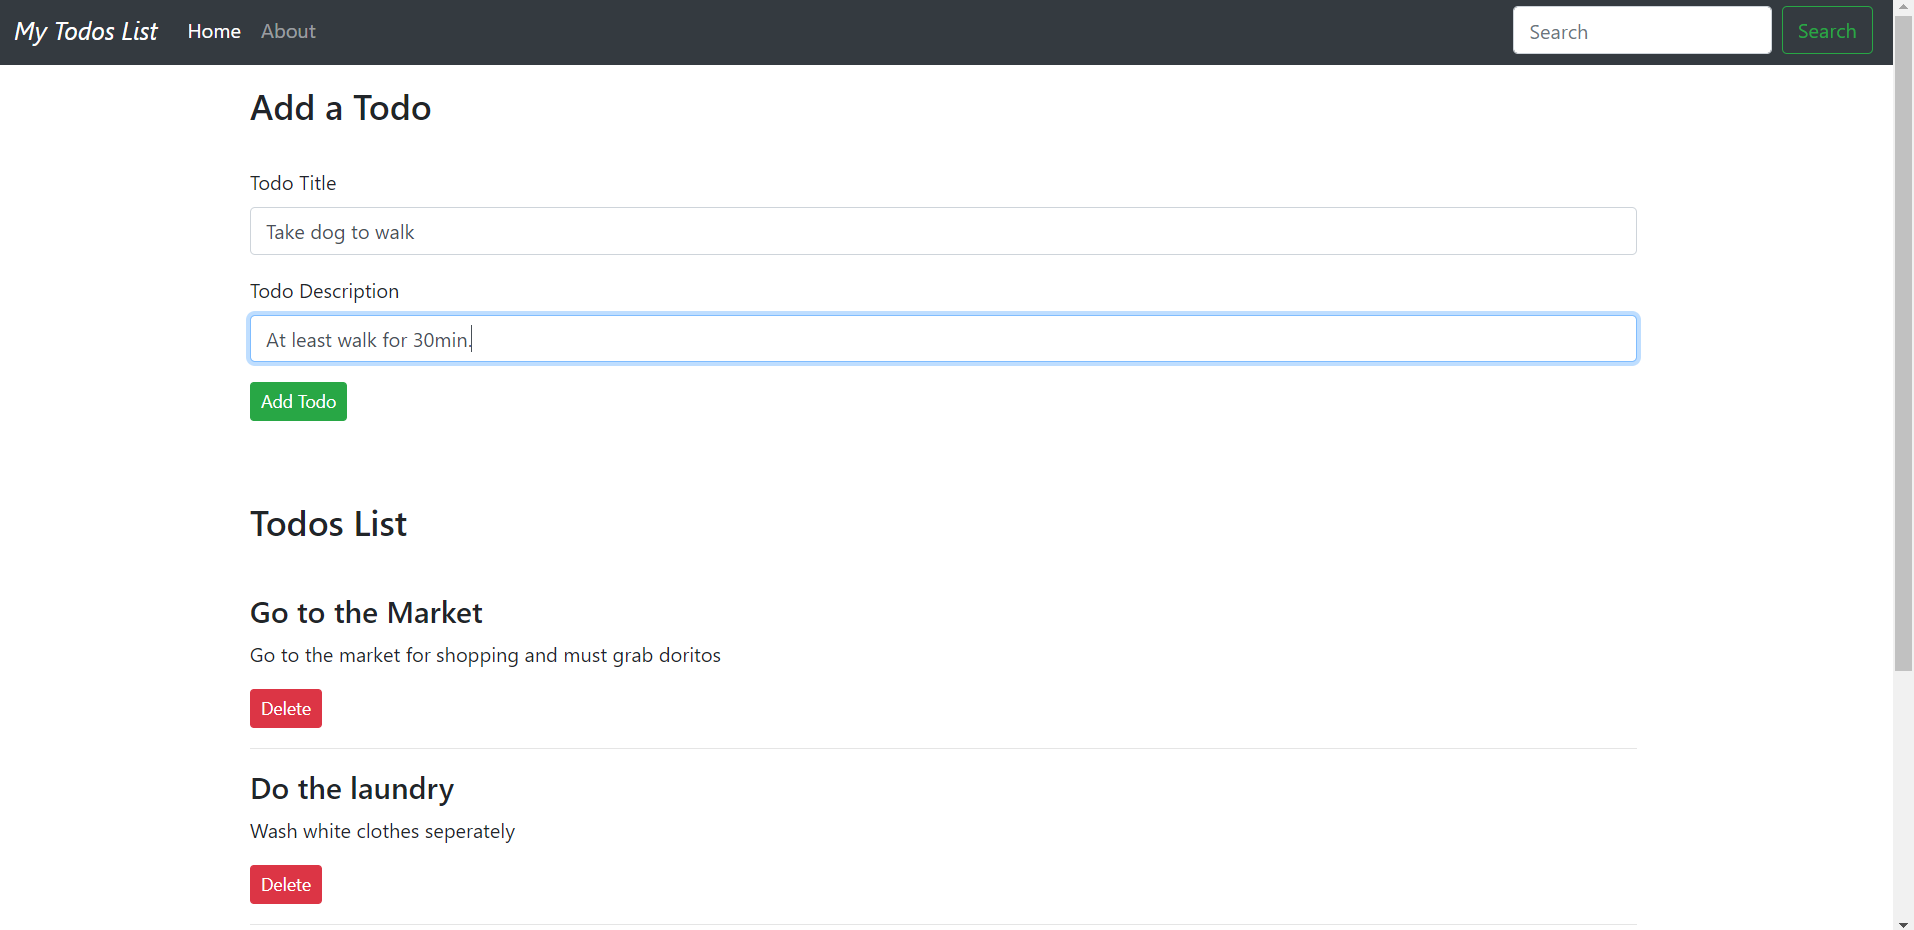 My Todos List Home About Search Search
Add a Todo
Todo Title
Take dog to walk
Todo Description
At least walk for 30min.
Add Todo
Todos List
Go to the Market
Go to the market for shopping and must grab doritos
Delete
Do the laundry
Wash white clothes seperately
Delete